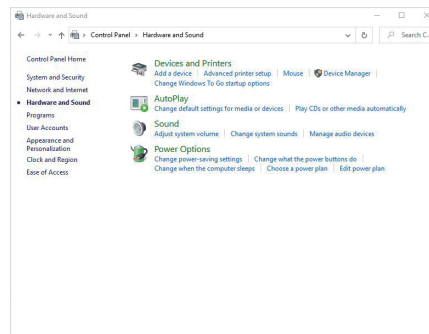 Hardware and Sound
Control Panel > Hardware and Sound
Search C
Control Panel Home
System and Security
Network and Internet
Hardware and Sound
Programs
User Accounts
Appearance and
Personalization
Clock and Region
Ease of Access
Devices and Printers
Add a device | Advanced printer setup | Mouse | Device Manager |
Change Windows To Go startup options
AutoPlay
Change default settings for media or devices | Play CDs or other media automatically
Sound
Adjust system volume | Change system sounds | Manage audio devices
Power Options
Change power-saving settings | Change what the power buttons do |
Change when the computer sleeps | Choose a power plan | Edit power plan